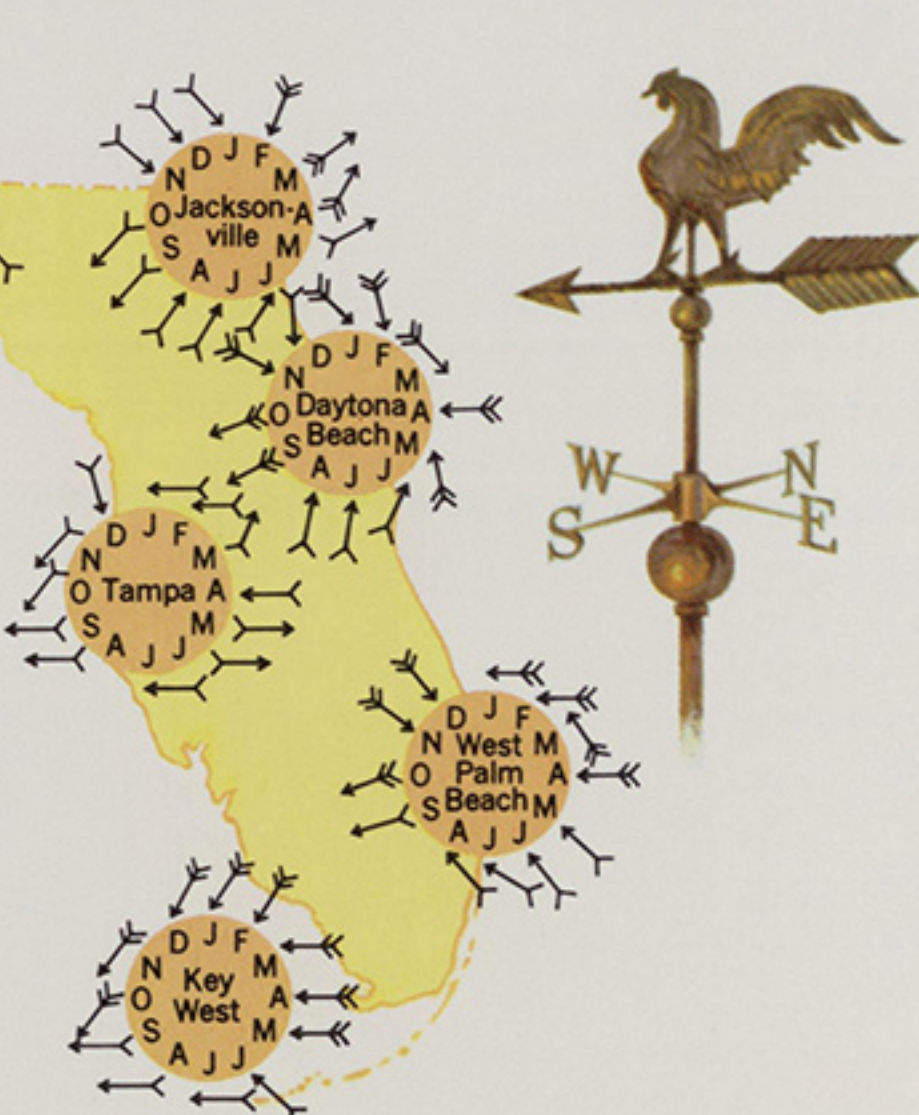 D J F
N M
O Jackson- A
ville
S M
A J J
D J F
N M
O Daytona A
Beach
S M
A J J
W N
S E
D J F
N M
O Tampa A
S M
A J J
D J F
N West M
O Palm A
S Beach M
A J J
D J F
N M
Key
O West A
S M
A J J